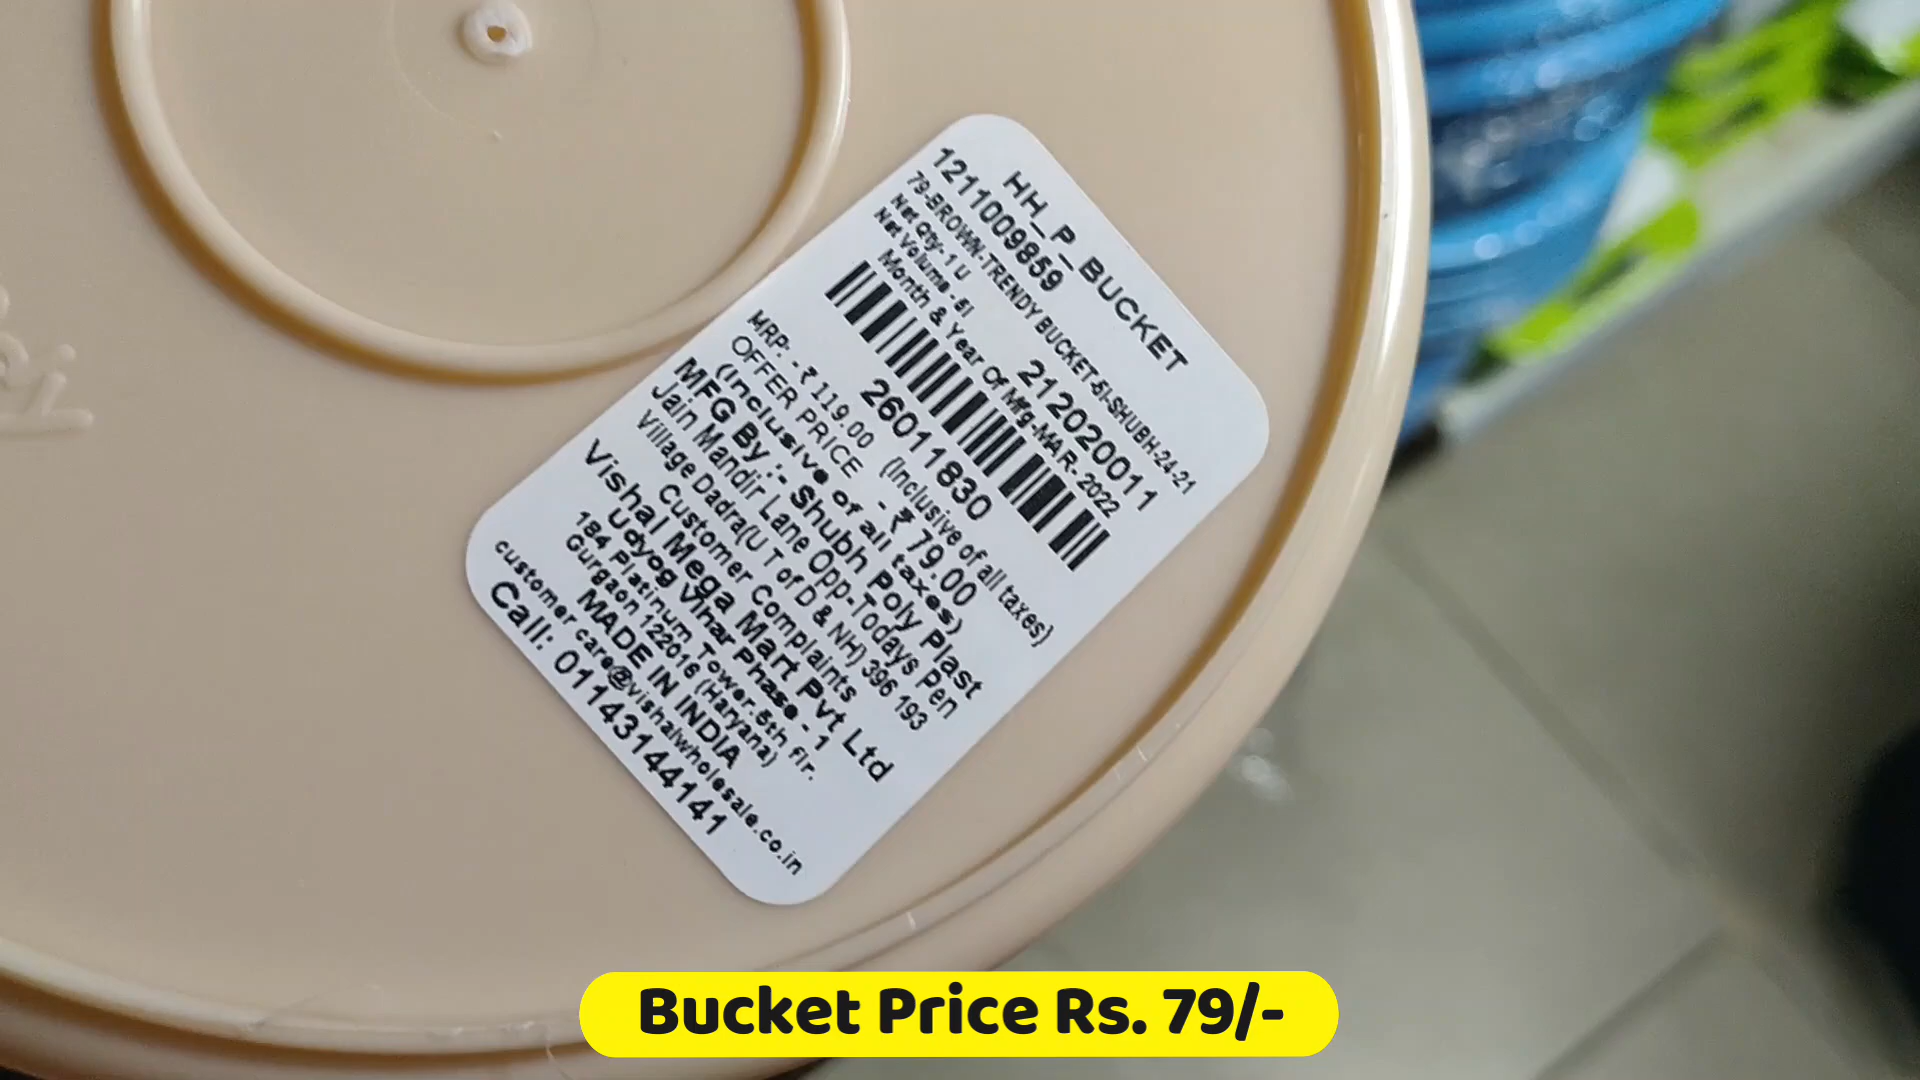 HH_P_BUCKET
1211009859
79-BROWN-TRENDY BUCKET-5l-SHUBH-24-21
Net Qty- 1 U
Net Volume - 5l
212020011
Month & Year Of Mfg-MAR-2022
26011830
MRP: - ₹ 119.00 (Inclusive of all taxes)
OFFER PRICE - ₹ 79.00
(Inclusive of all taxes)
MFG By :- Shubh Poly Plast
Jain Mandir Lane Opp-Todays Pen
Village Dadra(U T of D & NH) 396 193
Customer Complaints
Vishal Mega Mart Pvt Ltd
Udyog Vihar Phase - 1
184 Platinum Tower.5th flr.
Gurgaon 122016 (Haryana)
MADE IN INDIA
customer care@vishalwholesale.co.in
Call: 01143144141
Bucket Price Rs. 79/-